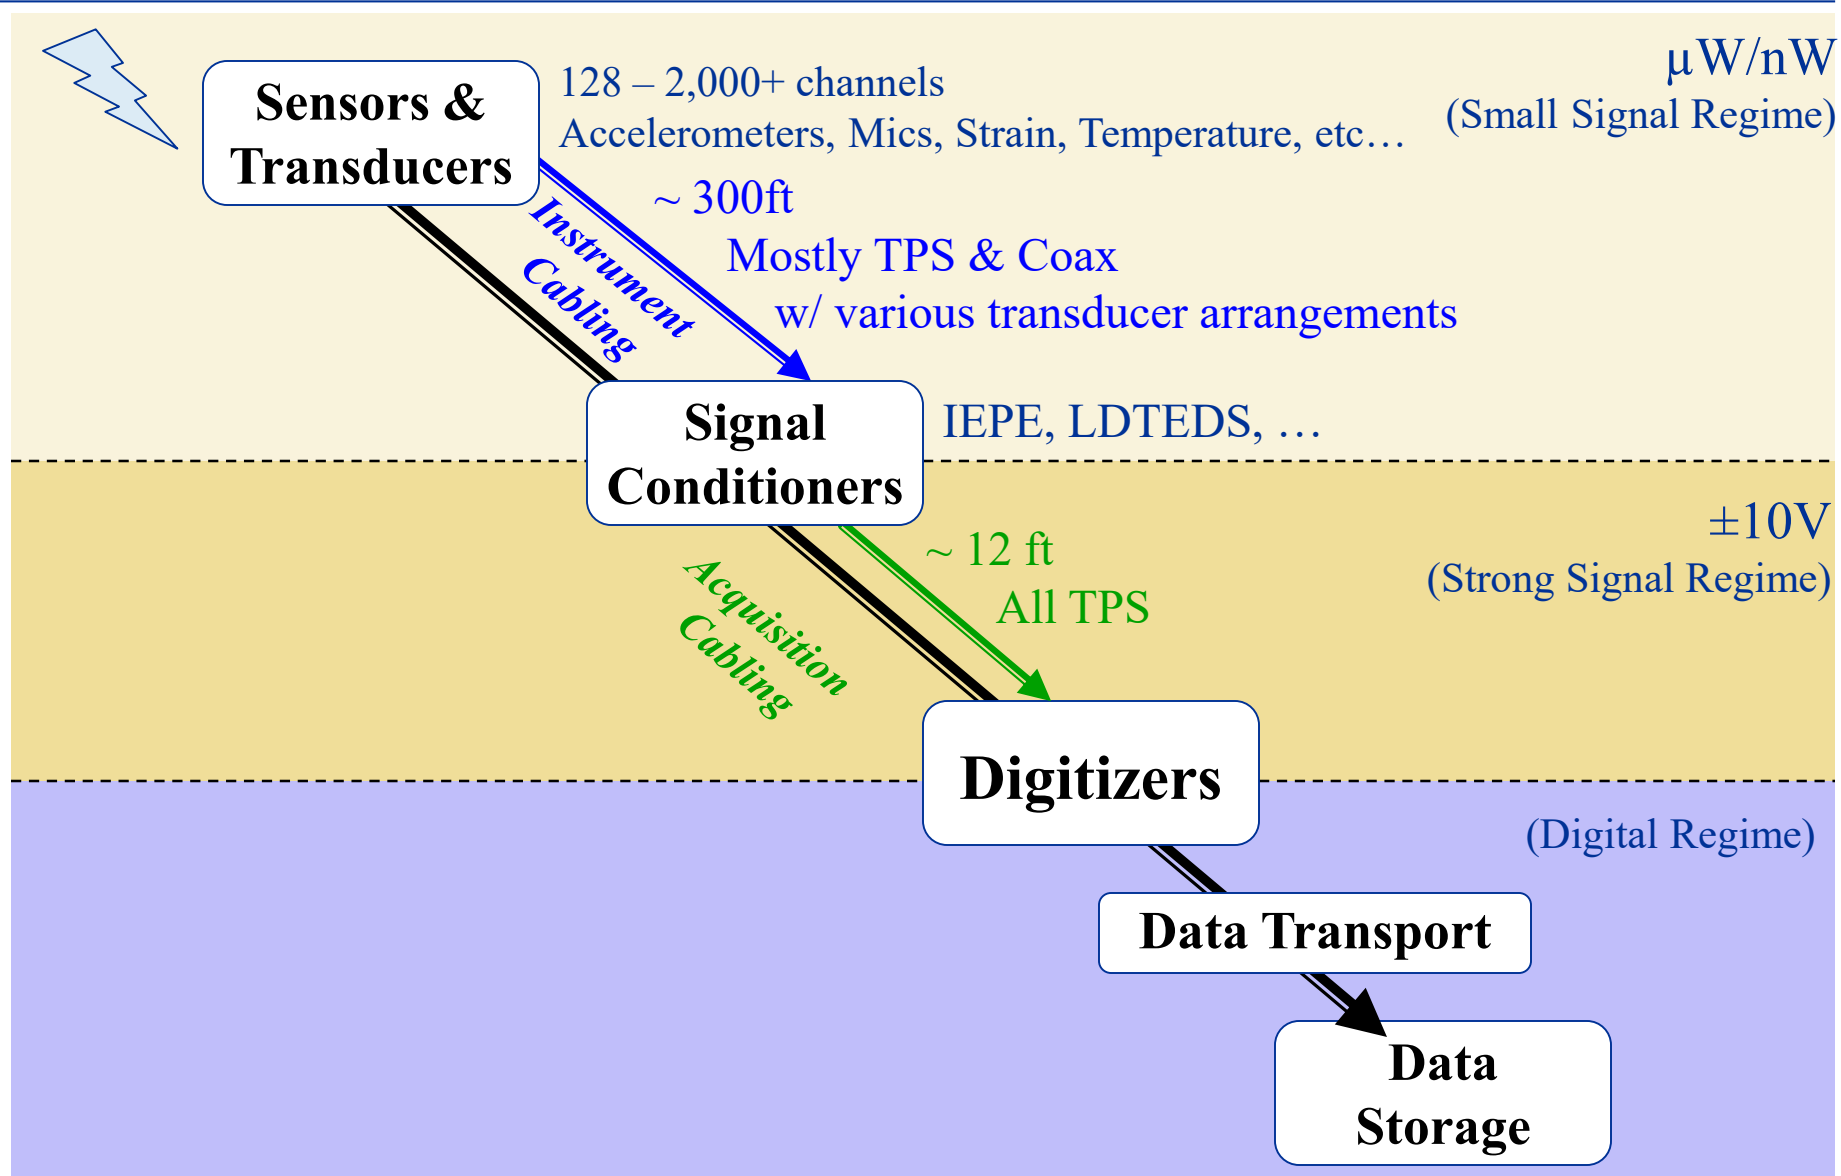 Sensors &
Transducers
128 – 2,000+ channels
Accelerometers, Mics, Strain, Temperature, etc…
µW/nW
(Small Signal Regime)
Instrument
Cabling
~ 300ft
Mostly TPS & Coax
w/ various transducer arrangements
Signal
Conditioners
IEPE, LDTEDS, …
±10V
(Strong Signal Regime)
Acquisition
Cabling
~ 12 ft
All TPS
Digitizers
(Digital Regime)
Data Transport
Data
Storage